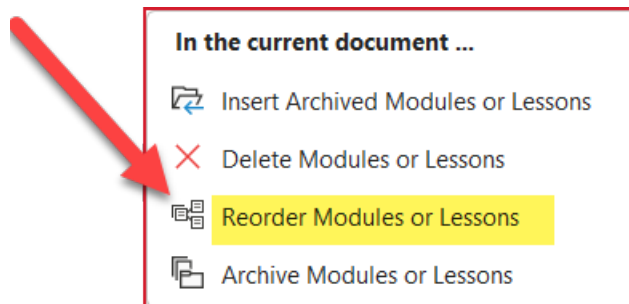 In the current document ...
Insert Archived Modules or Lessons
Delete Modules or Lessons
Reorder Modules or Lessons
Archive Modules or Lessons